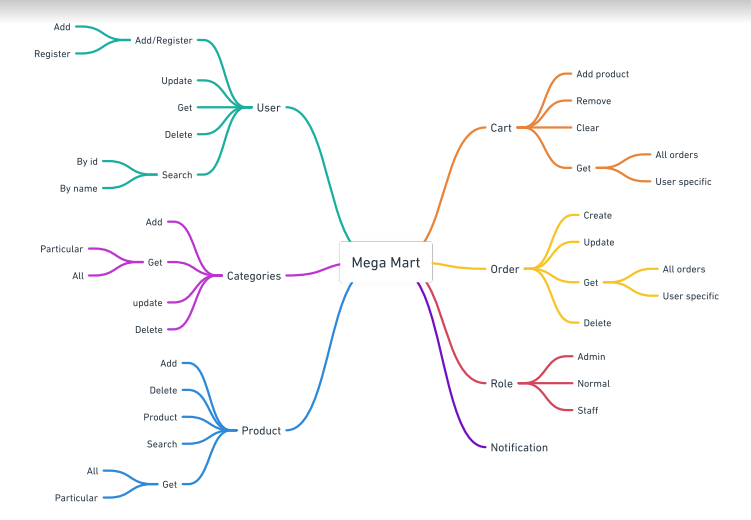 Mega Mart
User
Add/Register
Add
Register
Update
Get
Delete
Search
By id
By name
Categories
Add
Get
Particular
All
update
Delete
Product
Add
Delete
Product
Search
Get
All
Particular
Cart
Add product
Remove
Clear
Get
All orders
User specific
Order
Create
Update
Get
All orders
User specific
Delete
Role
Admin
Normal
Staff
Notification